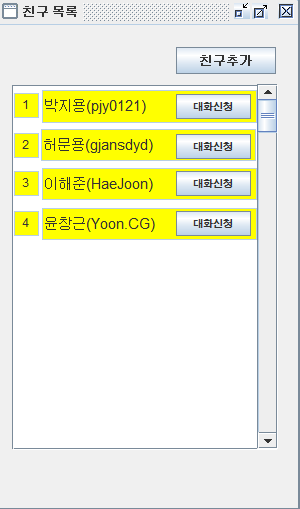 친구 목록
친구추가
1 박지용(pjy0121) 대화신청
2 허문용(gjansdyd) 대화신청
3 이해준(HaeJoon) 대화신청
4 윤창근(Yoon.CG) 대화신청